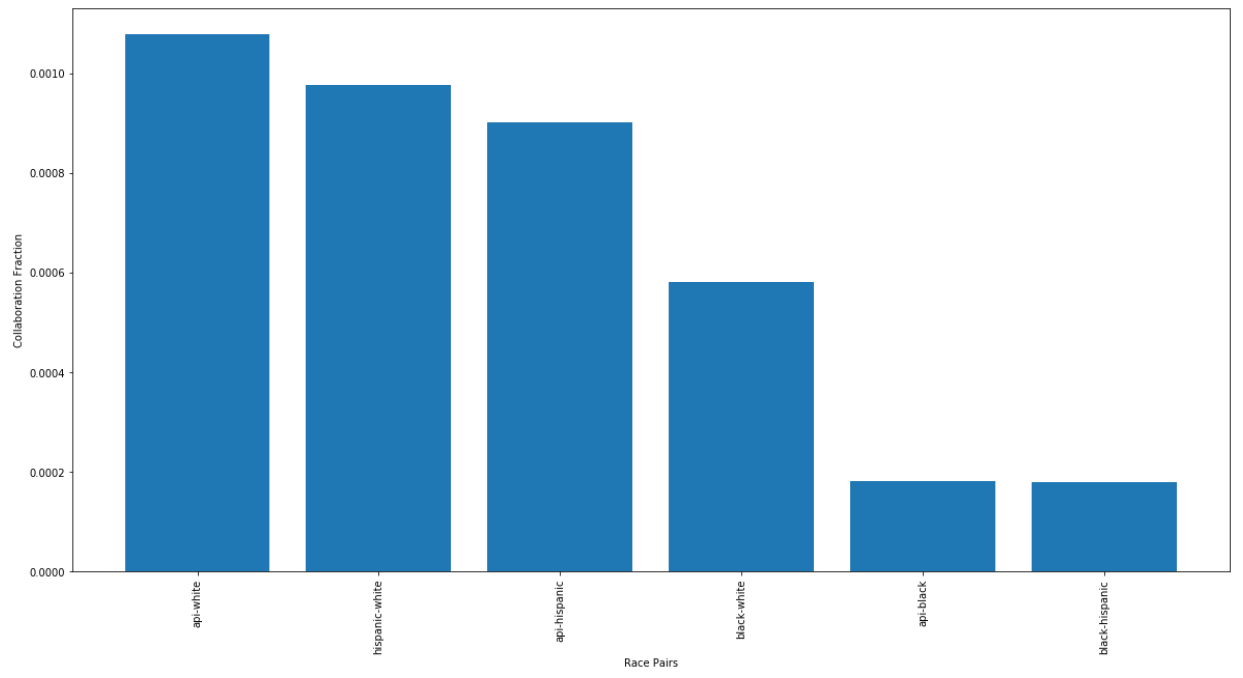 Collaboration Fraction
0.0010
0.0008
0.0006
0.0004
0.0002
0.0000
api-white
hispanic-white
api-hispanic
black-white
api-black
black-hispanic
Race Pairs